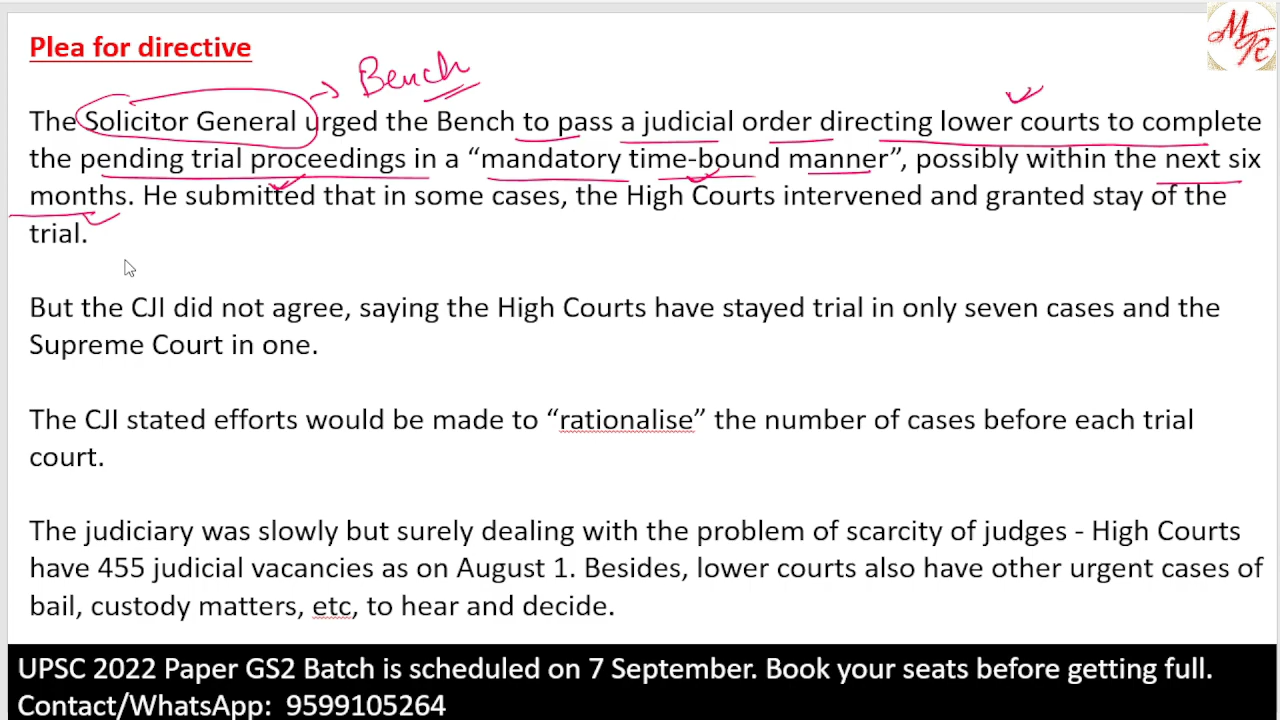 MR
Plea for directive
Bench
The Solicitor General urged the Bench to pass a judicial order directing lower courts to complete
the pending trial proceedings in a “mandatory time-bound manner”, possibly within the next six
months. He submitted that in some cases, the High Courts intervened and granted stay of the
trial.
But the CJI did not agree, saying the High Courts have stayed trial in only seven cases and the
Supreme Court in one.
The CJI stated efforts would be made to “rationalise” the number of cases before each trial
court.
The judiciary was slowly but surely dealing with the problem of scarcity of judges - High Courts
have 455 judicial vacancies as on August 1. Besides, lower courts also have other urgent cases of
bail, custody matters, etc, to hear and decide.
UPSC 2022 Paper GS2 Batch is scheduled on 7 September. Book your seats before getting full.
Contact/WhatsApp: 9599105264